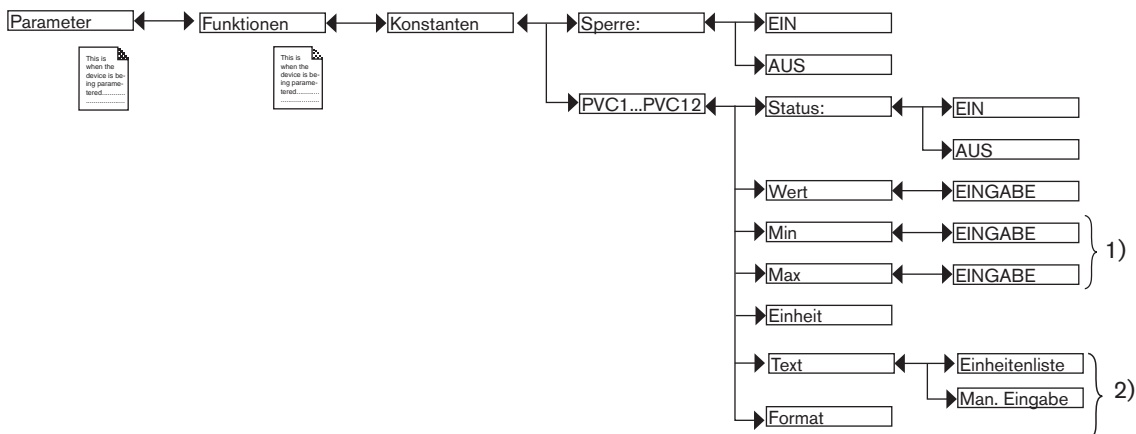 Parameter
Funktionen
Konstanten
Sperre:
EIN
AUS
This is
when the
device is be-
ing parame-
tered............
.....................
This is
when the
device is be-
ing parame-
tered............
.....................
PVC1...PVC12
Status:
EIN
AUS
Wert
EINGABE
Min
EINGABE
1)
Max
EINGABE
Einheit
Text
Einheitenliste
2)
Man. Eingabe
Format